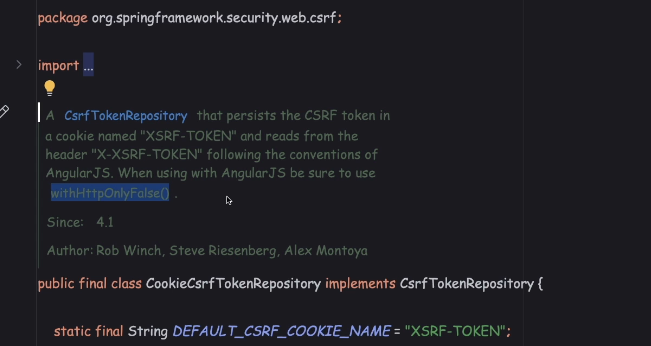 package org.springframework.security.web.csrf;
import ...
A CsrfTokenRepository that persists the CSRF token in
a cookie named "XSRF-TOKEN" and reads from the
header "X-XSRF-TOKEN" following the conventions of
AngularJS. When using with AngularJS be sure to use
withHttpOnlyFalse() .
Since: 4.1
Author: Rob Winch, Steve Riesenberg, Alex Montoya
public final class CookieCsrfTokenRepository implements CsrfTokenRepository {
static final String DEFAULT_CSRF_COOKIE_NAME = "XSRF-TOKEN";